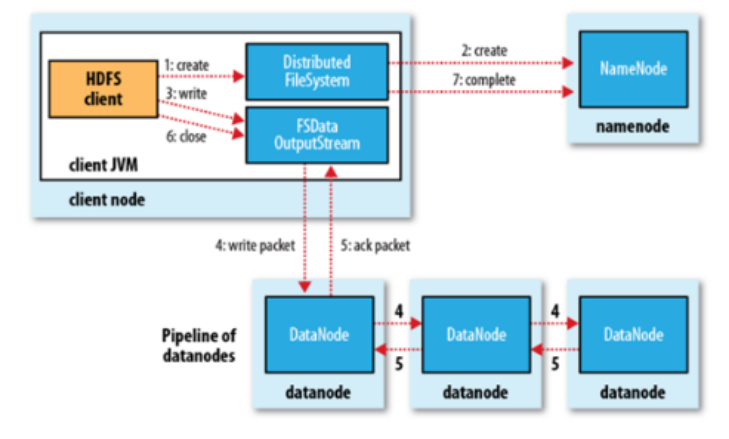 HDFS
client
1: create
3: write
6: close
Distributed
FileSystem
FSData
OutputStream
client JVM
client node
2: create
7: complete
NameNode
namenode
4: write packet
5: ack packet
Pipeline of
datanodes
DataNode
datanode
4
5
DataNode
datanode
4
5
DataNode
datanode